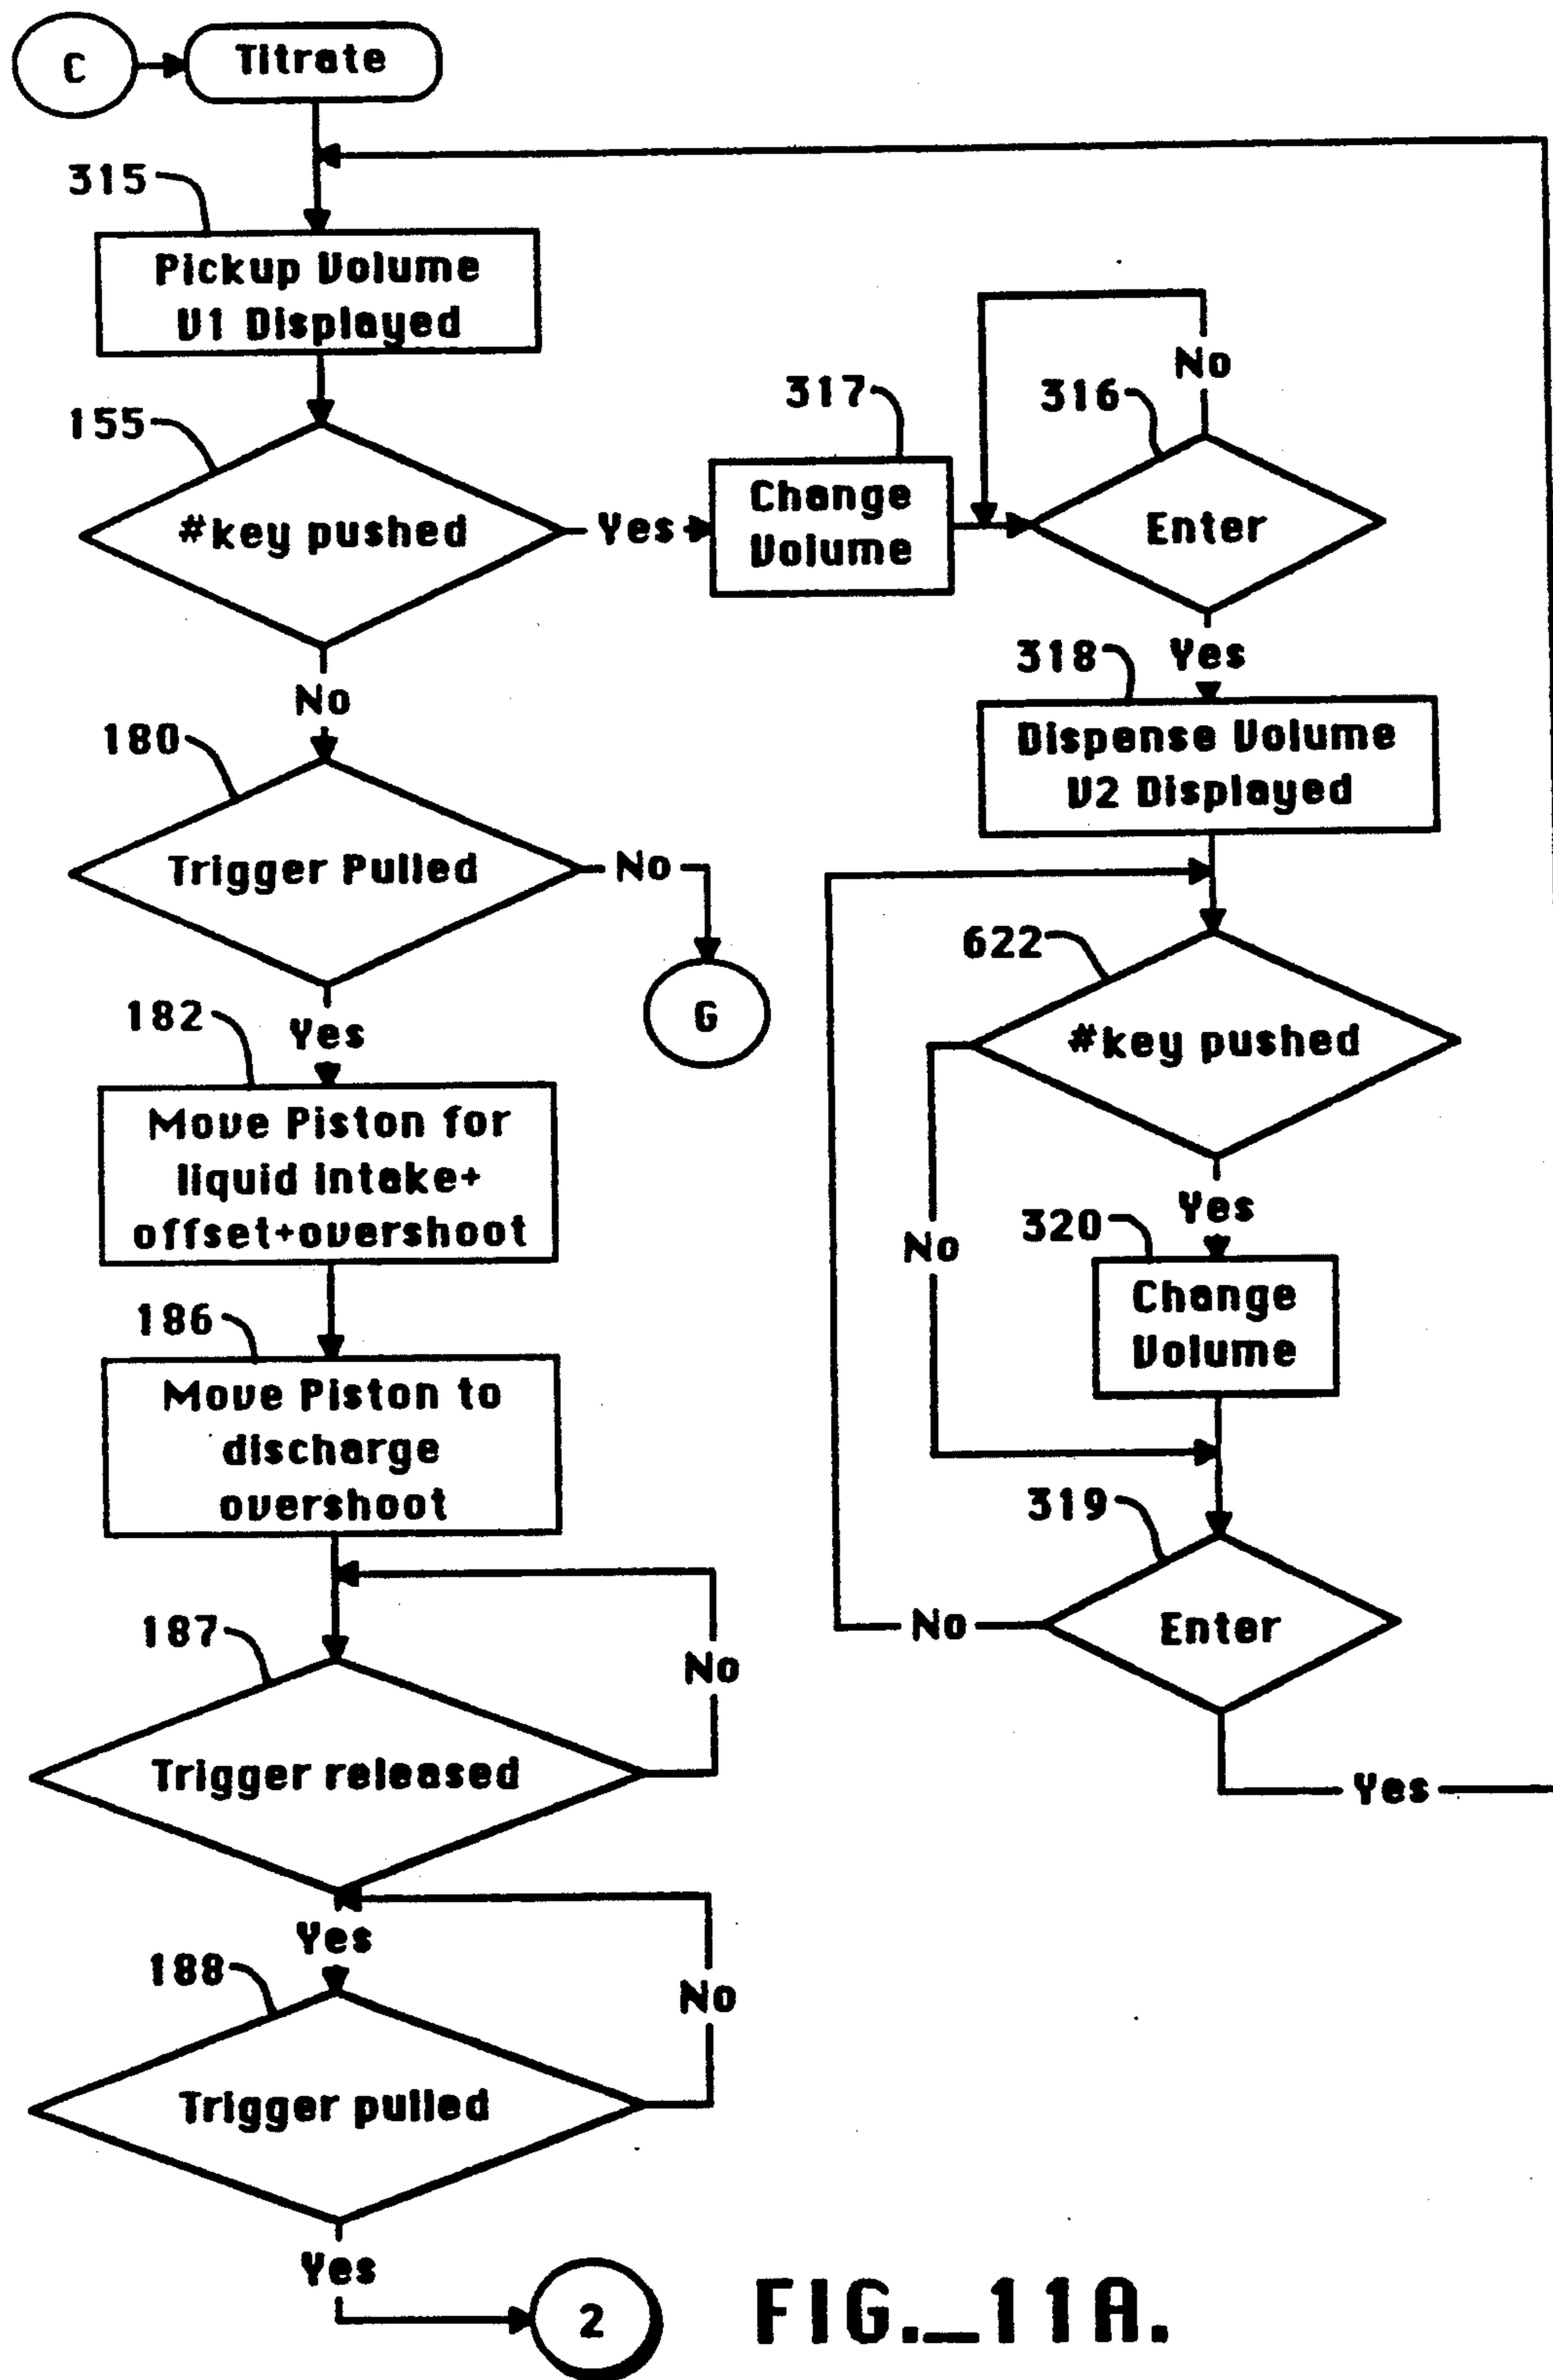 C
Titrate
315
Pickup Volume
V1 Displayed
155
#key pushed
Yes
317
Change
Volume
316
No
Enter
No
Yes
318
Dispense Volume
V2 Displayed
180
Trigger Pulled
No
G
622
#key pushed
Yes
182
Move Piston for
liquid intake+
offset+overshoot
No
Yes
320
Change
Volume
186
Move Piston to
discharge
overshoot
319
Enter
No
Yes
187
Trigger released
No
Yes
188
Trigger pulled
No
Yes
2
FIG._11A.